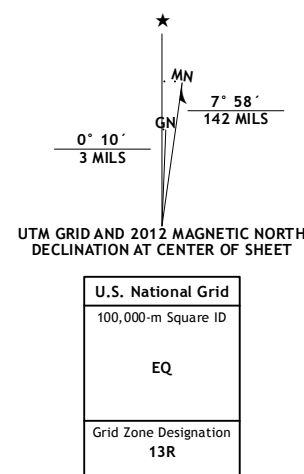 ★
MN
7° 58´
142 MILS
GN
0° 10´
3 MILS
UTM GRID AND 2012 MAGNETIC NORTH
DECLINATION AT CENTER OF SHEET
U.S. National Grid
100,000-m Square ID
EQ
Grid Zone Designation
13R